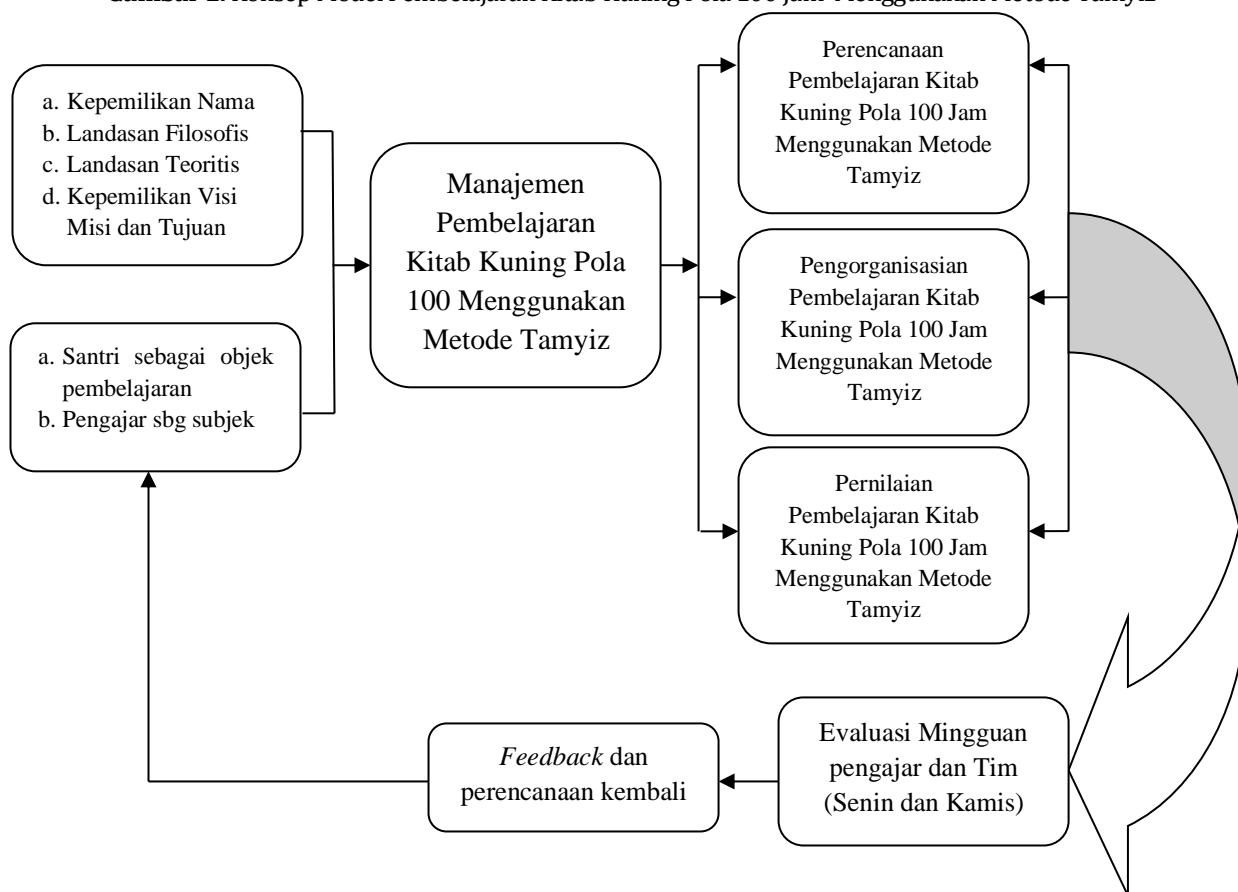 a. Kepemilikan Nama
b. Landasan Filosofis
c. Landasan Teoritis
d. Kepemilikan Visi
Misi dan Tujuan
a. Santri sebagai objek
pembelajaran
b. Pengajar sbg subjek
Manajemen
Pembelajaran
Kitab Kuning Pola
100 Menggunakan
Metode Tamyiz
Perencanaan
Pembelajaran Kitab
Kuning Pola 100 Jam
Menggunakan Metode
Tamyiz
Pengorganisasian
Pembelajaran Kitab
Kuning Pola 100 Jam
Menggunakan Metode
Tamyiz
Pernilaian
Pembelajaran Kitab
Kuning Pola 100 Jam
Menggunakan Metode
Tamyiz
Evaluasi Mingguan
pengajar dan Tim
(Senin dan Kamis)
Feedback dan
perencanaan kembali